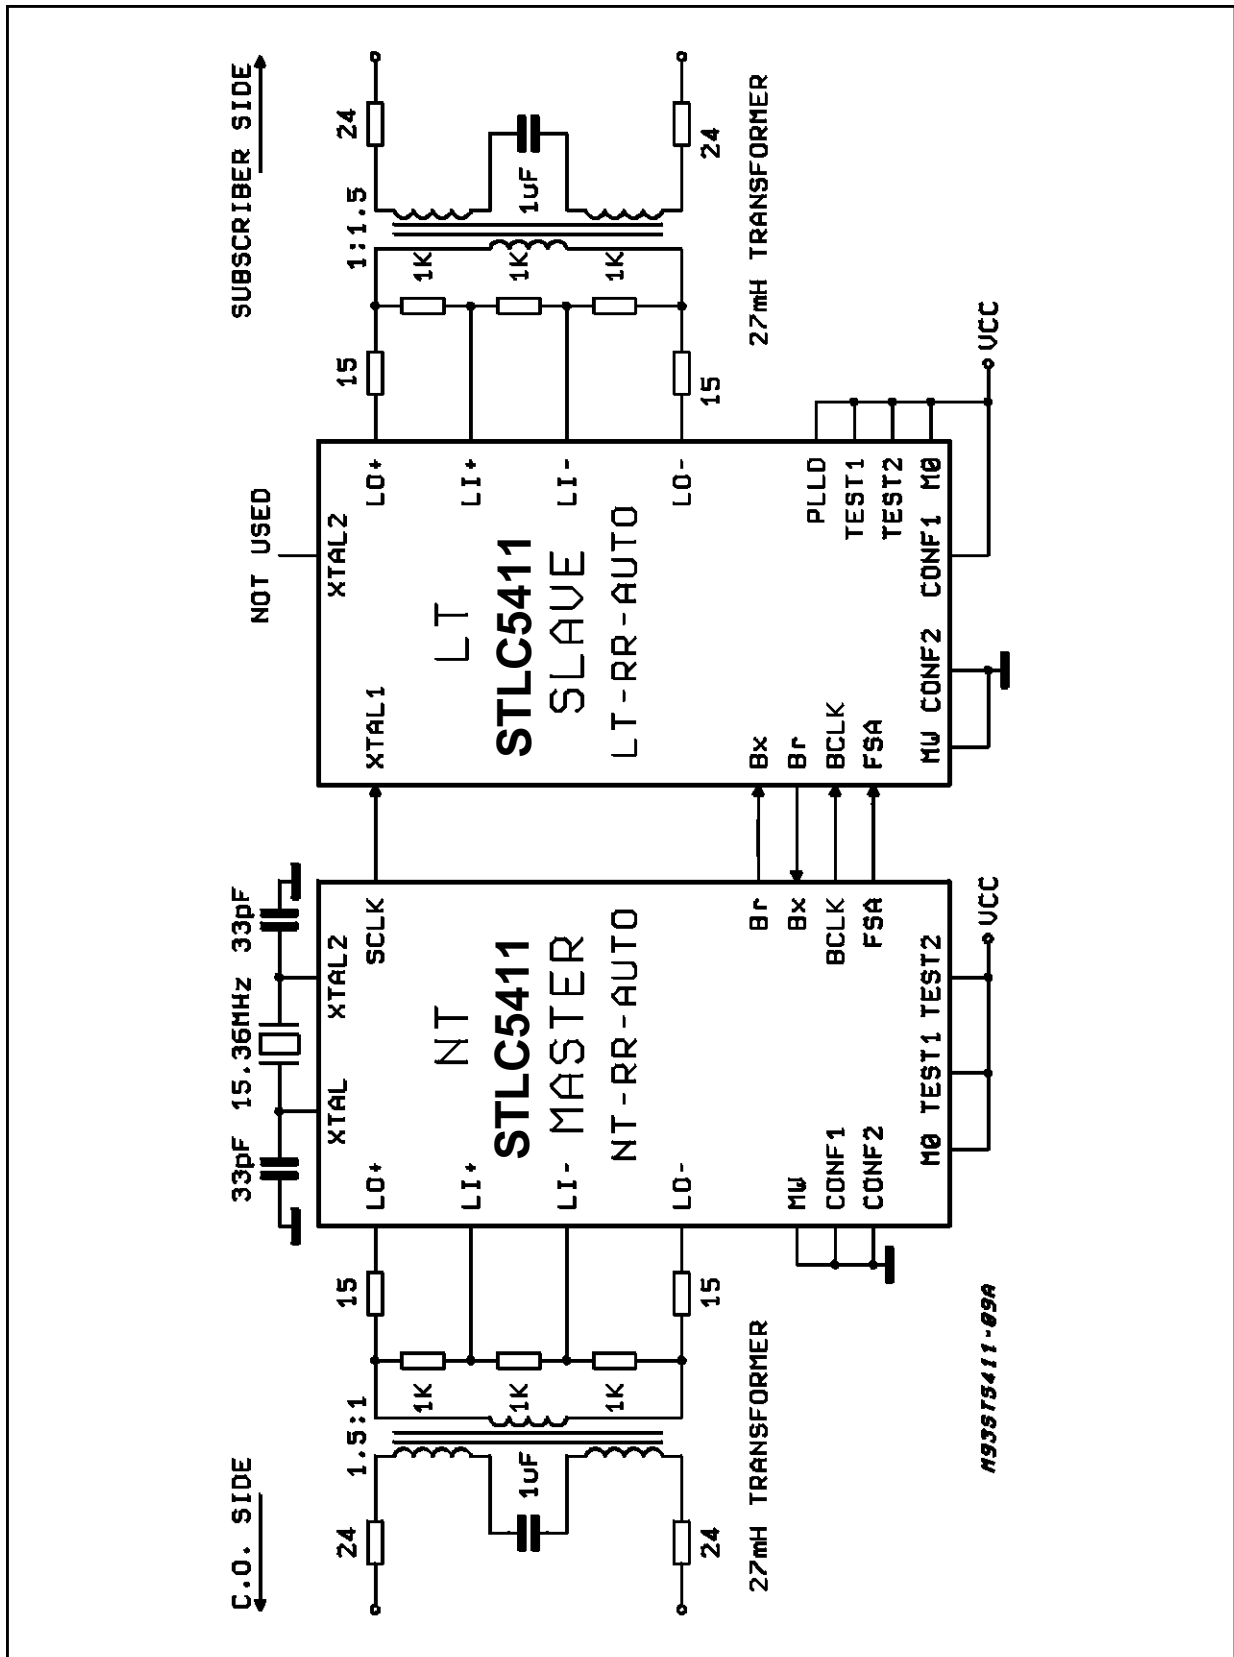 C.O. SIDE
24
24
1.5:1
1uF
27mH TRANSFORMER
1K
1K
1K
15
15
33pF
15.36MHz
33pF
XTAL
XTAL2
LO+
LI+
LI-
LO-
SCLK
NT
STLC5411
MASTER
NT-RR-AUTO
Br
Bx
BCLK
FSA
MW
CONF1
CONF2
M0
TEST1
TEST2
VCC
NOT USED
XTAL1
XTAL2
LT
STLC5411
SLAVE
LT-RR-AUTO
Bx
Br
BCLK
FSA
LO+
LI+
LI-
LO-
PLLD
TEST1
TEST2
M0
MW
CONF2
CONF1
VCC
15
15
1K
1K
1K
1:1.5
1uF
27mH TRANSFORMER
24
24
SUBSCRIBER SIDE
M93ST5411-09A